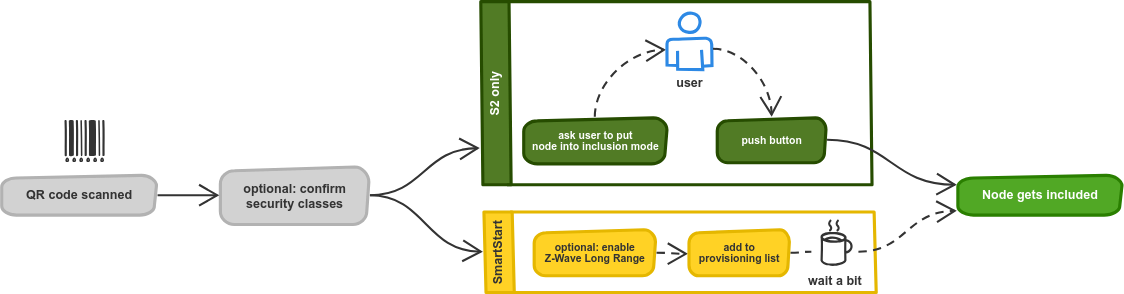 QR code scanned
optional: confirm
security classes
S2 only
user
ask user to put
node into inclusion mode
push button
SmartStart
optional: enable
Z-Wave Long Range
add to
provisioning list
wait a bit
Node gets included